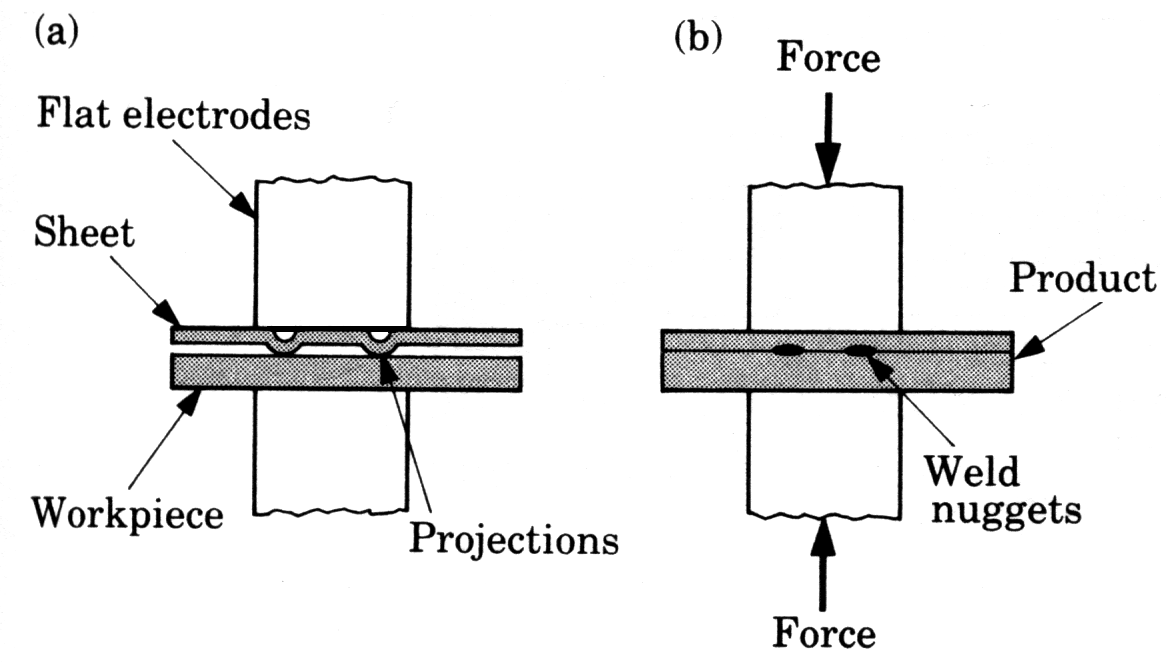 (a)
Flat electrodes
Sheet
Workpiece
Projections
(b)
Force
Product
Weld
nuggets
Force